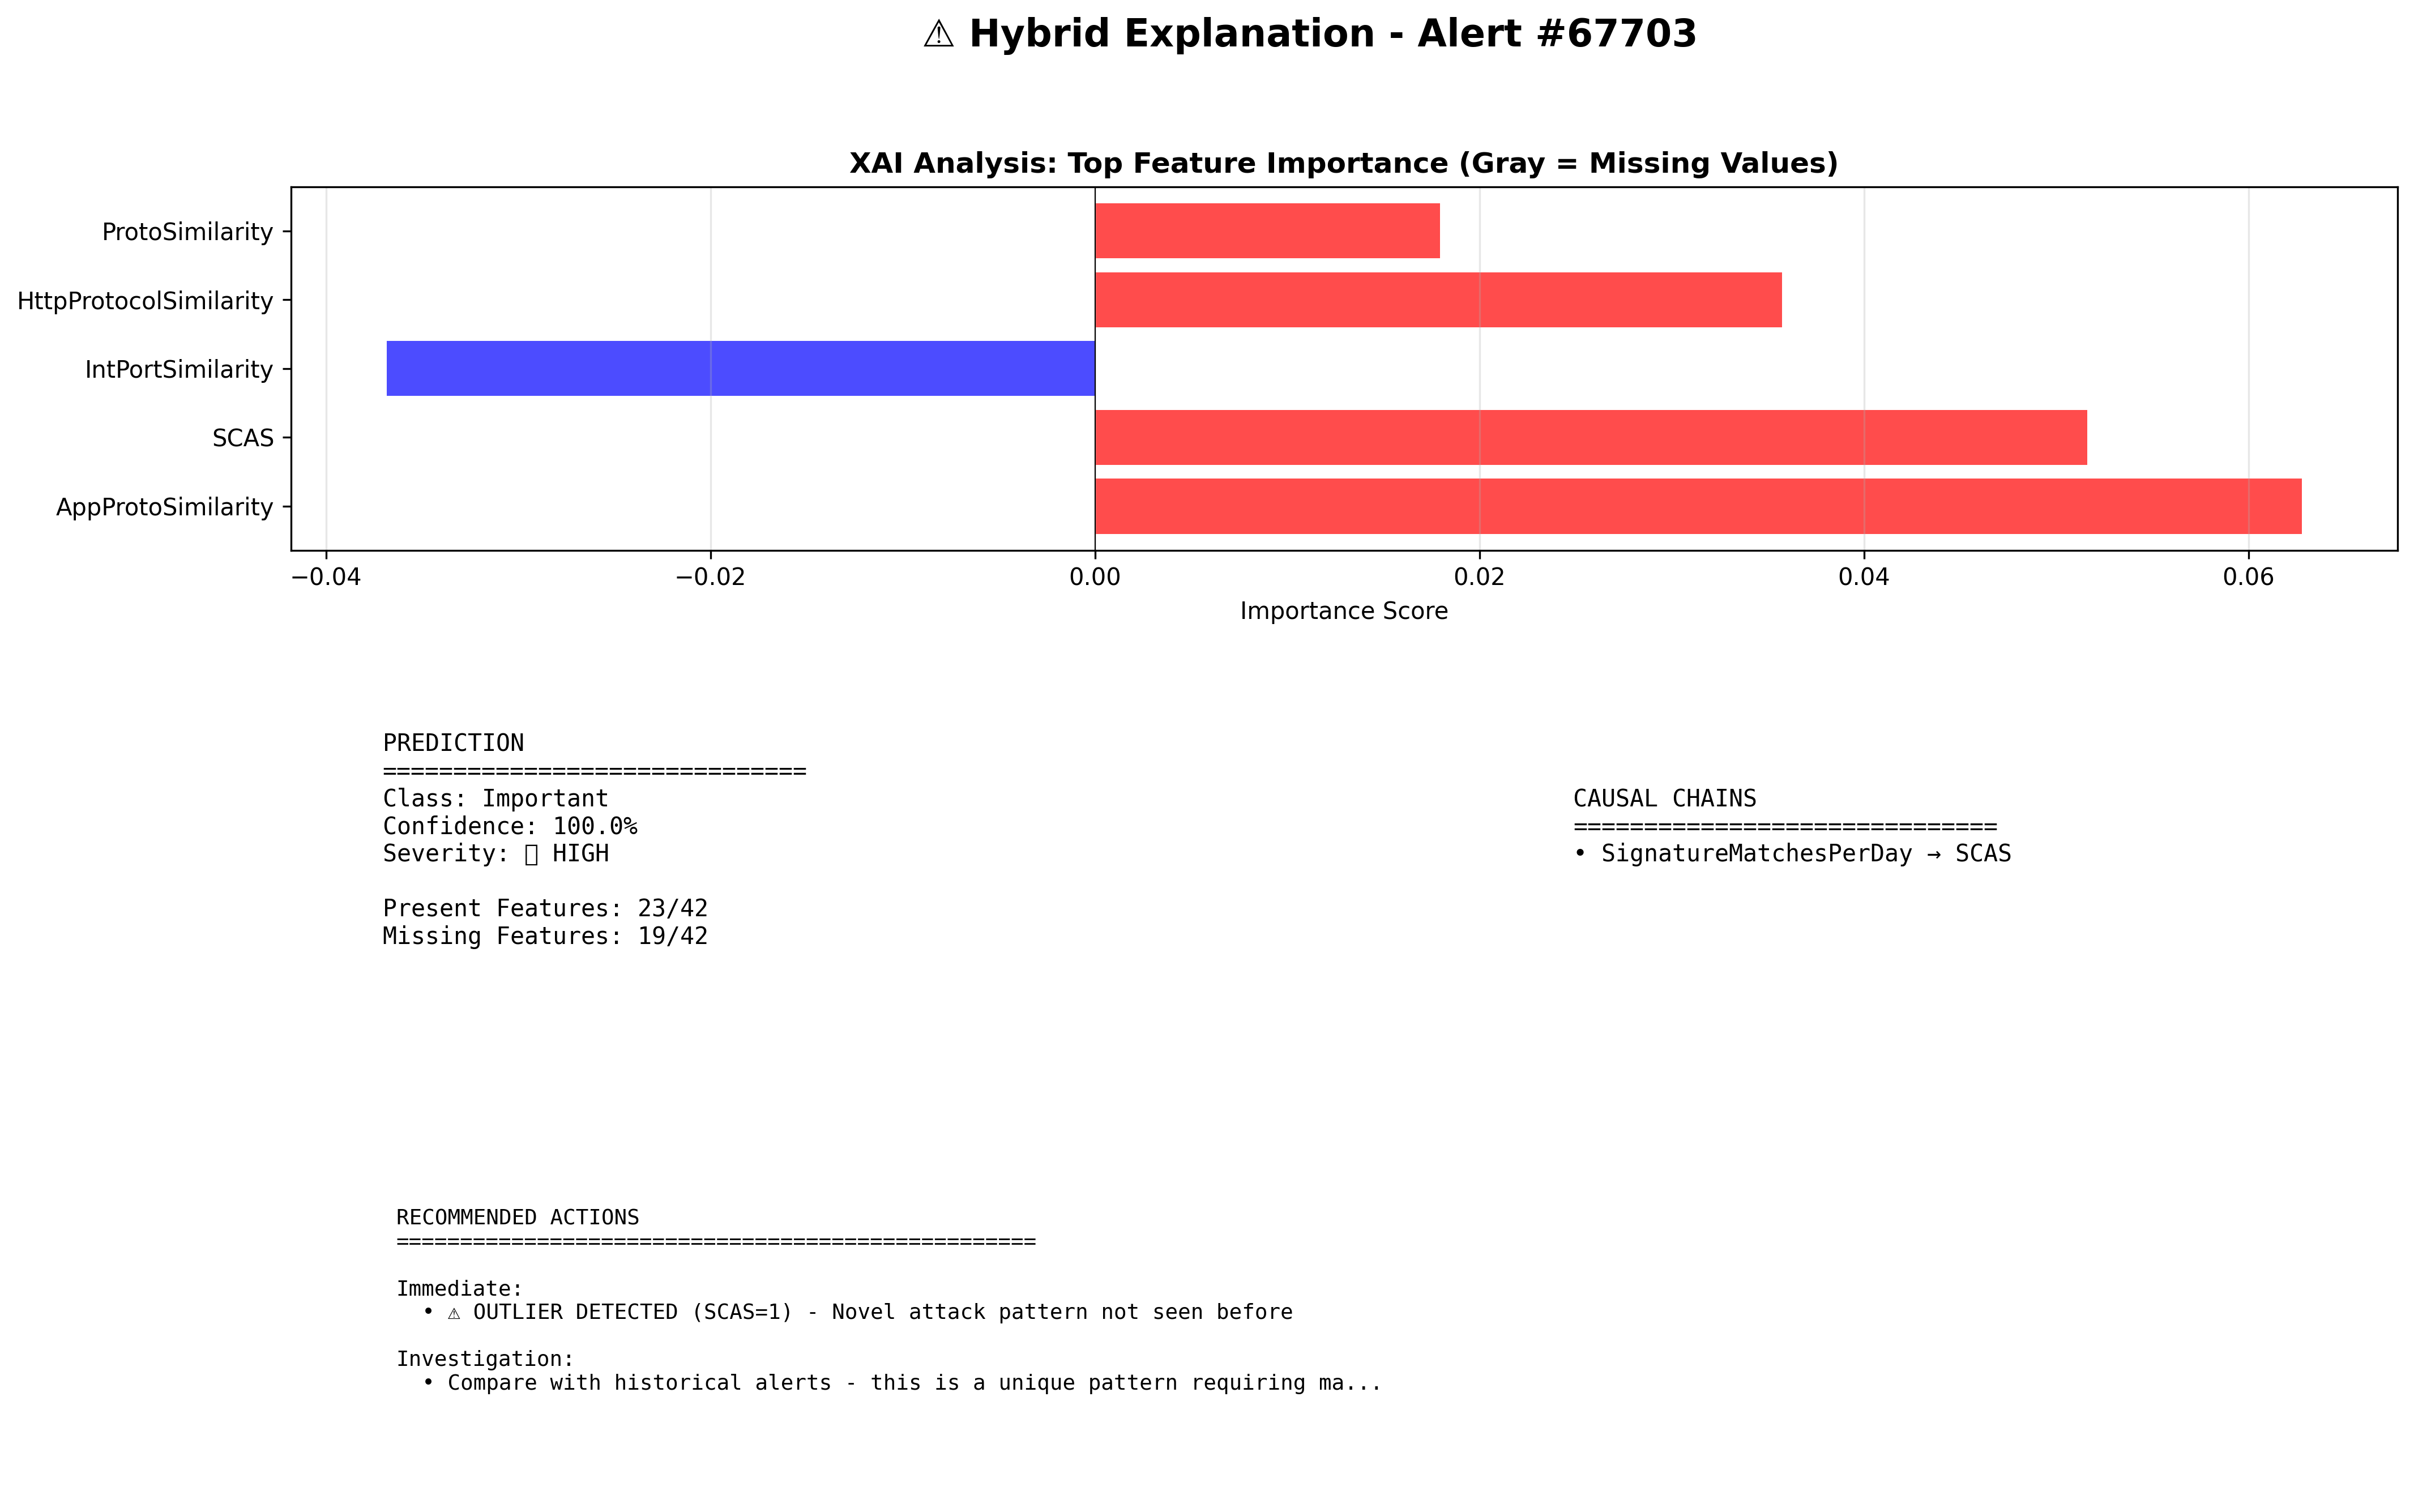 ⚠ Hybrid Explanation - Alert #67703
XAI Analysis: Top Feature Importance (Gray = Missing Values)
ProtoSimilarity
HttpProtocolSimilarity
IntPortSimilarity
SCAS
AppProtoSimilarity
−0.04 −0.02 0.00 0.02 0.04 0.06
Importance Score
PREDICTION
==============================
Class: Important
Confidence: 100.0%
Severity: ▯ HIGH
Present Features: 23/42
Missing Features: 19/42
CAUSAL CHAINS
==============================
• SignatureMatchesPerDay → SCAS
RECOMMENDED ACTIONS
==================================================
Immediate:
• ⚠ OUTLIER DETECTED (SCAS=1) - Novel attack pattern not seen before
Investigation:
• Compare with historical alerts - this is a unique pattern requiring ma...